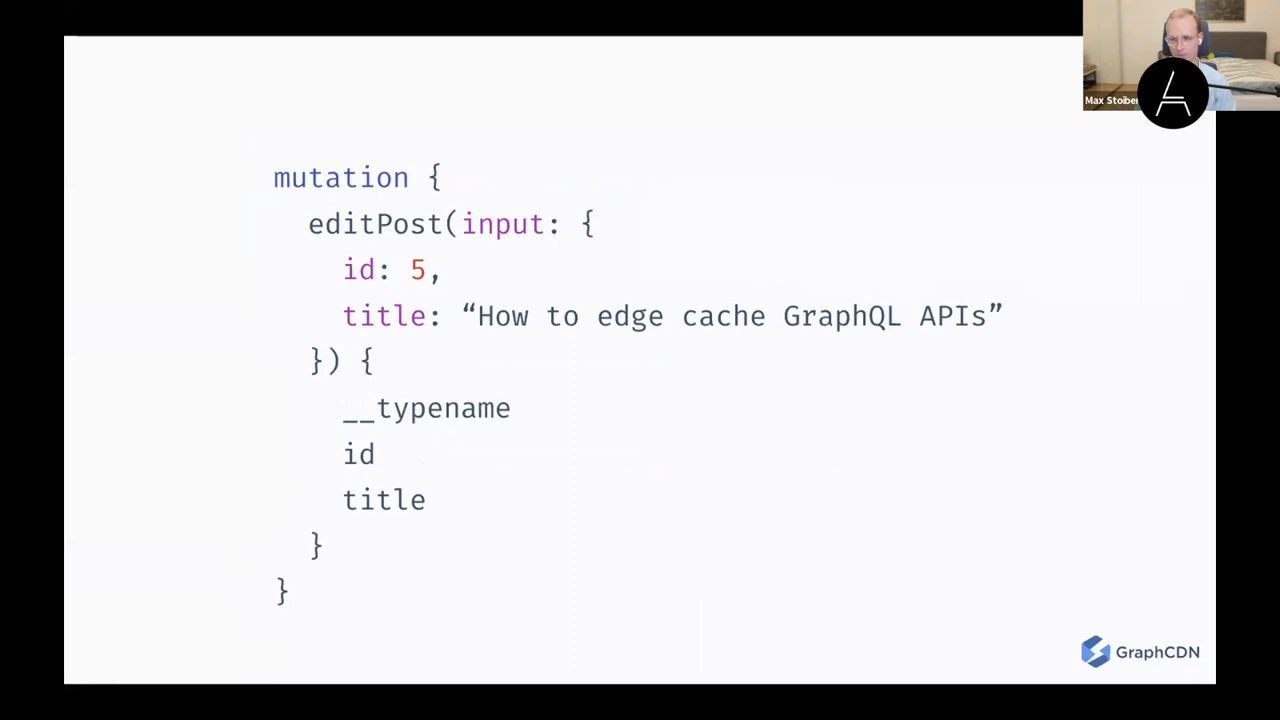 Max Stoiber
mutation {
editPost(input: {
id: 5,
title: “How to edge cache GraphQL APIs”
}) {
__typename
id
title
}
}
GraphCDN